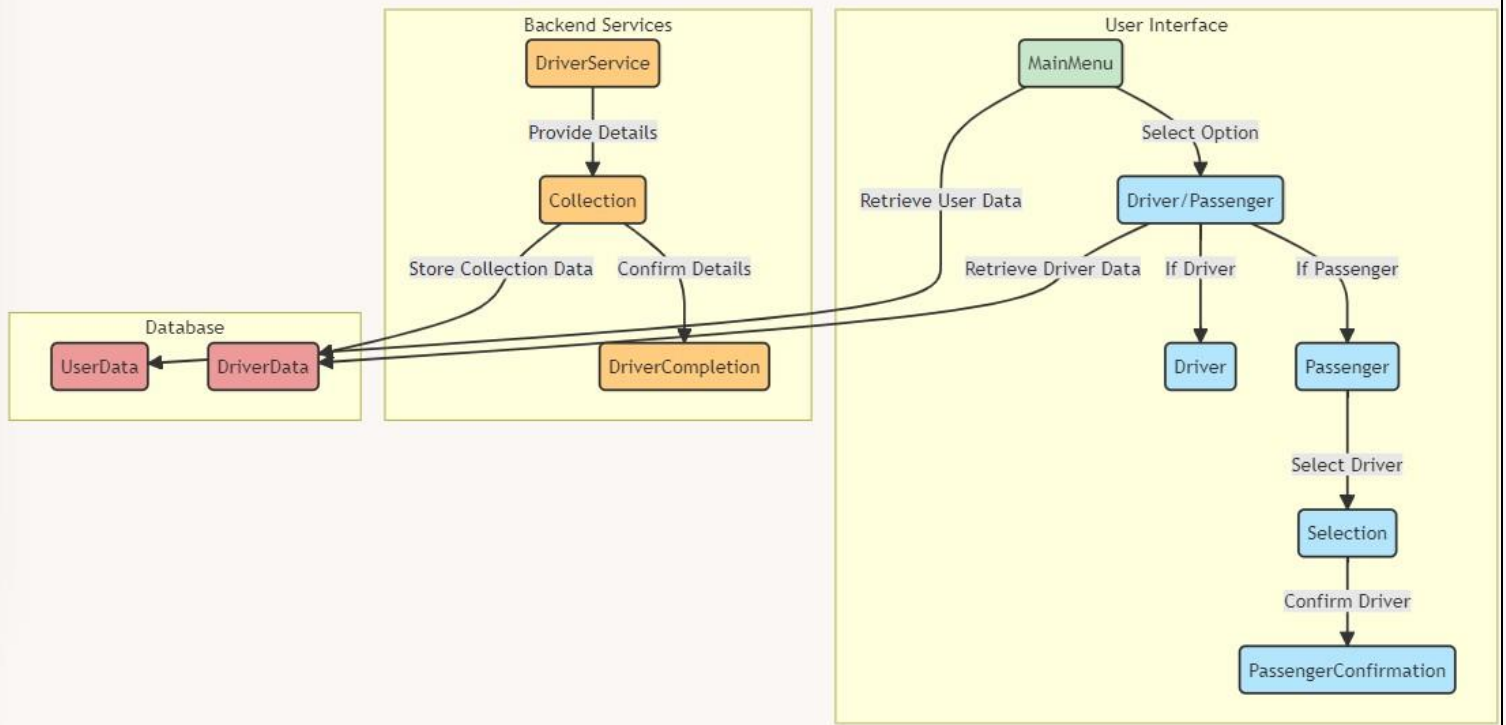 Backend Services
DriverService
Provide Details
Collection
Store Collection Data
Confirm Details
DriverCompletion
Database
UserData
DriverData
User Interface
MainMenu
Select Option
Retrieve User Data
Driver/Passenger
Retrieve Driver Data
If Driver
If Passenger
Driver
Passenger
Select Driver
Selection
Confirm Driver
PassengerConfirmation